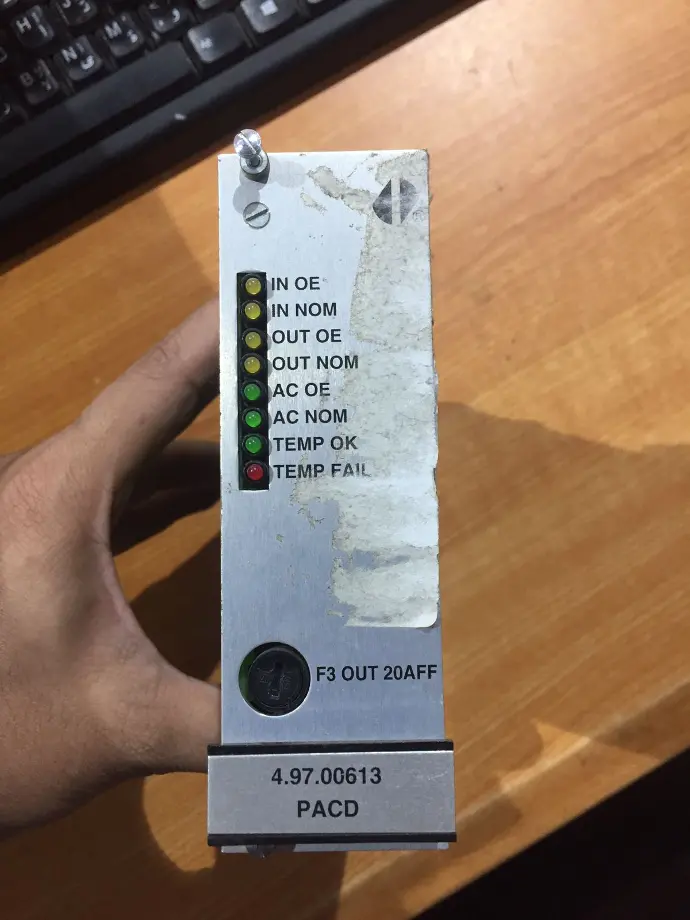 IN OE
IN NOM
OUT OE
OUT NOM
AC OE
AC NOM
TEMP OK
TEMP FAIL
F3 OUT 20AFF
4.97.00613
PACD